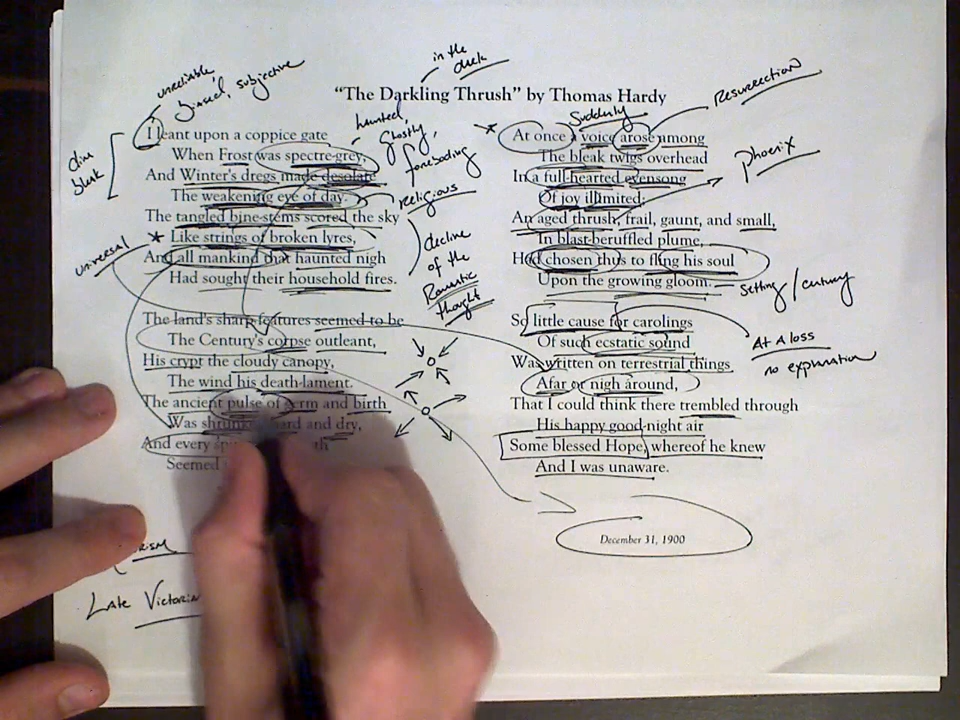 in the
dark
unreliable,
biased, subjective
"The Darkling Thrush" by Thomas Hardy
Resurrection
Suddenly
haunted,
ghostly,
foreboding
dim
bleak
I leant upon a coppice gate
When Frost was spectre-grey,
And Winter's dregs made desolate
The weakening eye of day.
religious
The tangled bine-stems scored the sky
Like strings of broken lyres,
And all mankind that haunted nigh
Had sought their household fires.
universal
decline
of the
Romantic
thought
The land's sharp features seemed to be
The Century's corpse outleant,
His crypt the cloudy canopy,
The wind his death-lament.
The ancient pulse of germ and birth
Was shrunken hard and dry,
And every
Seemed
Late
At once a voice arose among
The bleak twigs overhead
In a full-hearted evensong
Of joy illimited;
phoenix
An aged thrush, frail, gaunt, and small,
In blast-beruffled plume,
Had chosen thus to fling his soul
Upon the growing gloom.
setting/century
So little cause for carolings
Of such ecstatic sound
Was written on terrestrial things
Afar or nigh around,
At a loss
no explanation
That I could think there trembled through
His happy good-night air
Some blessed Hope, whereof he knew
And I was unaware.
December 31, 1900